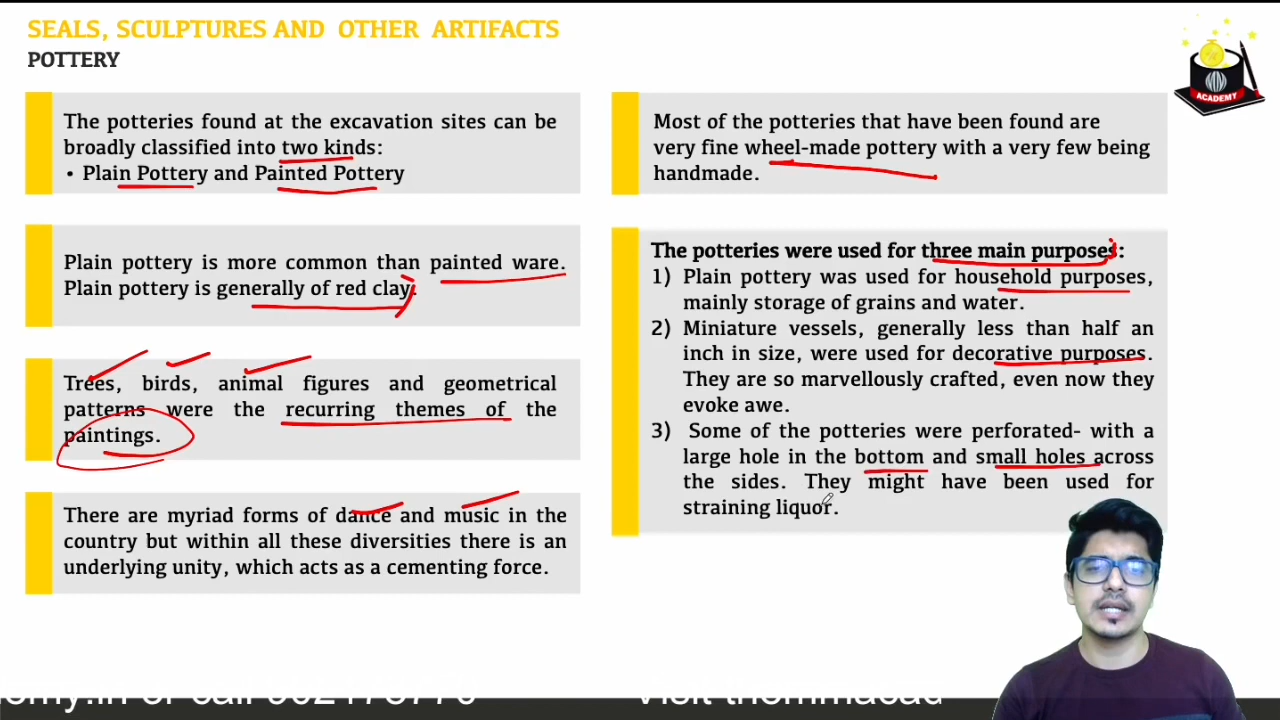 SEALS, SCULPTURES AND OTHER ARTIFACTS
POTTERY
The potteries found at the excavation sites can be
broadly classified into two kinds:
• Plain Pottery and Painted Pottery
Plain pottery is more common than painted ware.
Plain pottery is generally of red clay.
Trees, birds, animal figures and geometrical
patterns were the recurring themes of the
paintings.
There are myriad forms of dance and music in the
country but within all these diversities there is an
underlying unity, which acts as a cementing force.
Most of the potteries that have been found are
very fine wheel-made pottery with a very few being
handmade.
The potteries were used for three main purposes:
1) Plain pottery was used for household purposes,
mainly storage of grains and water.
2) Miniature vessels, generally less than half an
inch in size, were used for decorative purposes.
They are so marvellously crafted, even now they
evoke awe.
3) Some of the potteries were perforated- with a
large hole in the bottom and small holes across
the sides. They might have been used for
straining liquor.
ACADEMY
or call
Visit